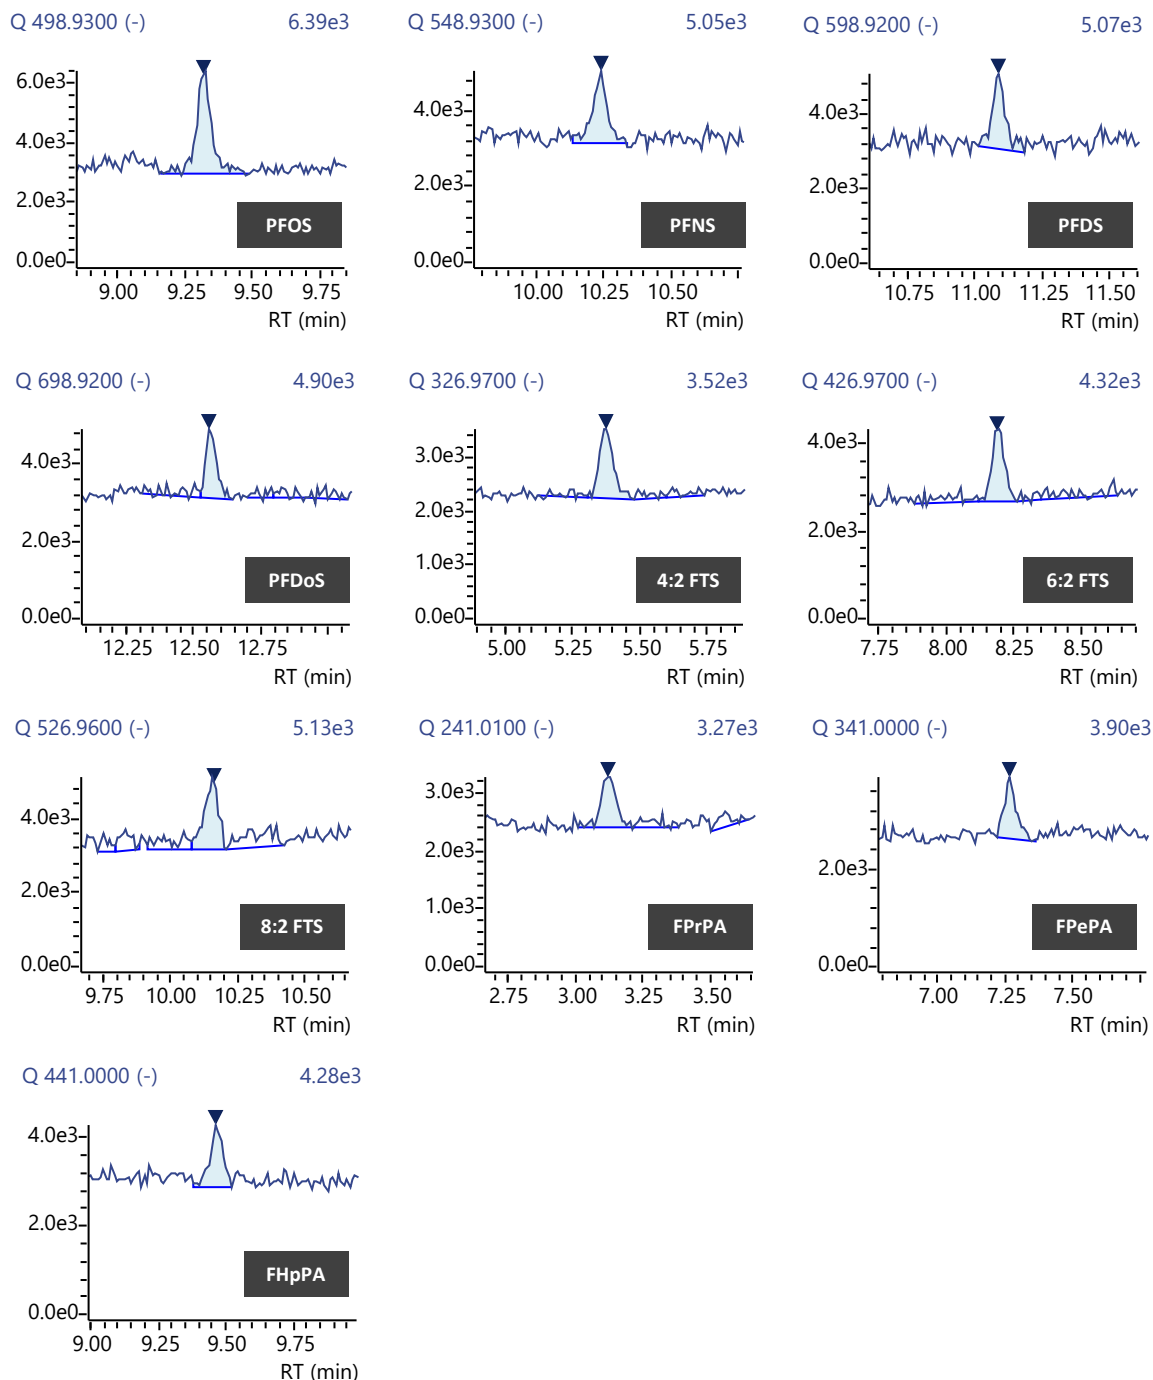 Q 498.9300 (-) 6.39e3
6.0e3
4.0e3
2.0e3
0.0e0
PFOS
9.00 9.25 9.50 9.75
RT (min)
Q 548.9300 (-) 5.05e3
4.0e3
2.0e3
0.0e0
PFNS
10.00 10.25 10.50
RT (min)
Q 598.9200 (-) 5.07e3
4.0e3
2.0e3
0.0e0
PFDS
10.75 11.00 11.25 11.50
RT (min)
Q 698.9200 (-) 4.90e3
4.0e3
2.0e3
0.0e0
PFDoS
12.25 12.50 12.75
RT (min)
Q 326.9700 (-) 3.52e3
3.0e3
2.0e3
1.0e3
0.0e0
4:2 FTS
5.00 5.25 5.50 5.75
RT (min)
Q 426.9700 (-) 4.32e3
4.0e3
2.0e3
0.0e0
6:2 FTS
7.75 8.00 8.25 8.50
RT (min)
Q 526.9600 (-) 5.13e3
4.0e3
2.0e3
0.0e0
8:2 FTS
9.75 10.00 10.25 10.50
RT (min)
Q 241.0100 (-) 3.27e3
3.0e3
2.0e3
1.0e3
0.0e0
FPrPA
2.75 3.00 3.25 3.50
RT (min)
Q 341.0000 (-) 3.90e3
2.0e3
0.0e0
FPePA
7.00 7.25 7.50
RT (min)
Q 441.0000 (-) 4.28e3
4.0e3
2.0e3
0.0e0
FHpPA
9.00 9.25 9.50 9.75
RT (min)